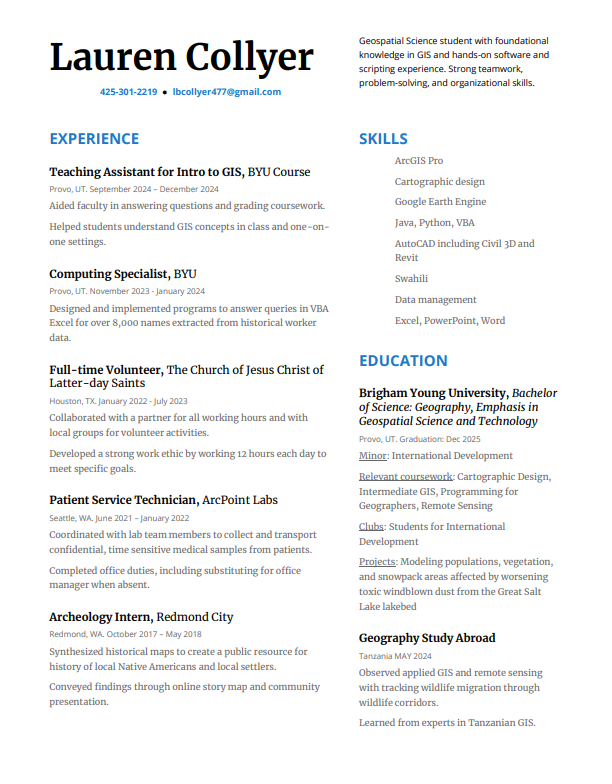 Lauren Collyer
425-301-2219 ● lbcollyer477@gmail.com
Geospatial Science student with foundational
knowledge in GIS and hands-on software and
scripting experience. Strong teamwork,
problem-solving, and organizational skills.
EXPERIENCE
Teaching Assistant for Intro to GIS, BYU Course
Provo, UT. September 2024 – December 2024
Aided faculty in answering questions and grading coursework.
Helped students understand GIS concepts in class and one-on-
one settings.
Computing Specialist, BYU
Provo, UT. November 2023 - January 2024
Designed and implemented programs to answer queries in VBA
Excel for over 8,000 names extracted from historical worker
data.
Full-time Volunteer, The Church of Jesus Christ of
Latter-day Saints
Houston, TX. January 2022 - July 2023
Collaborated with a partner for all working hours and with
local groups for volunteer activities.
Developed a strong work ethic by working 12 hours each day to
meet specific goals.
Patient Service Technician, ArcPoint Labs
Seattle, WA. June 2021 – January 2022
Coordinated with lab team members to collect and transport
confidential, time sensitive medical samples from patients.
Completed office duties, including substituting for office
manager when absent.
Archeology Intern, Redmond City
Redmond, WA. October 2017 – May 2018
Synthesized historical maps to create a public resource for
history of local Native Americans and local settlers.
Conveyed findings through online story map and community
presentation.
SKILLS
ArcGIS Pro
Cartographic design
Google Earth Engine
Java, Python, VBA
AutoCAD including Civil 3D and
Revit
Swahili
Data management
Excel, PowerPoint, Word
EDUCATION
Brigham Young University, Bachelor
of Science: Geography, Emphasis in
Geospatial Science and Technology
Provo, UT. Graduation: Dec 2025
Minor: International Development
Relevant coursework: Cartographic Design,
Intermediate GIS, Programming for
Geographers, Remote Sensing
Clubs: Students for International
Development
Projects: Modeling populations, vegetation,
and snowpack areas affected by worsening
toxic windblown dust from the Great Salt
Lake lakebed
Geography Study Abroad
Tanzania MAY 2024
Observed applied GIS and remote sensing
with tracking wildlife migration through
wildlife corridors.
Learned from experts in Tanzanian GIS.